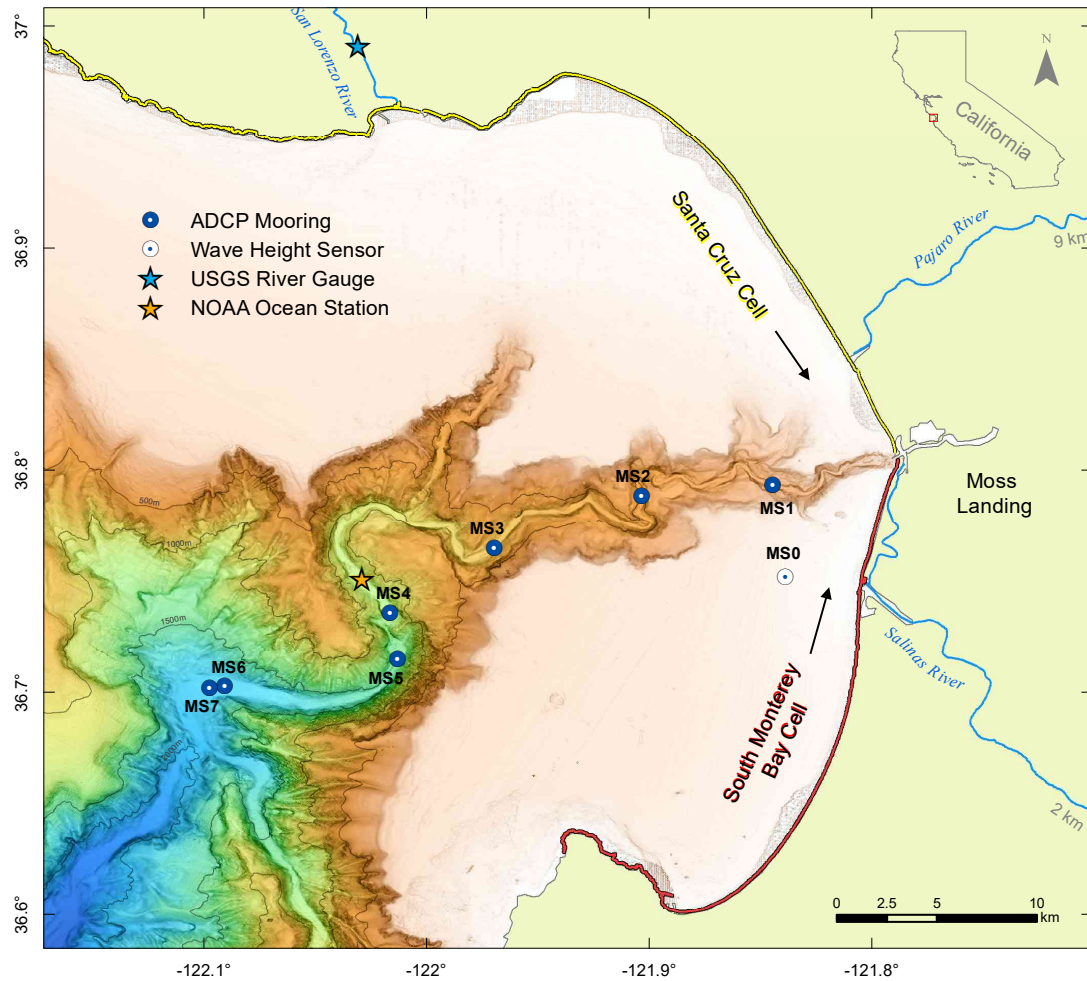 37°
36.9°
36.8°
36.7°
36.6°
San Lorenzo River
N
California
ADCP Mooring
Wave Height Sensor
USGS River Gauge
NOAA Ocean Station
Santa Cruz Cell
Pajaro River
9 km
500m
1000m
1500m
2000m
MS2
MS1
MS3
MS0
MS4
MS5
MS6
MS7
Moss
Landing
Salinas River
South Monterey
Bay Cell
2 km
0 2.5 5 10
km
-122.1° -122° -121.9° -121.8°